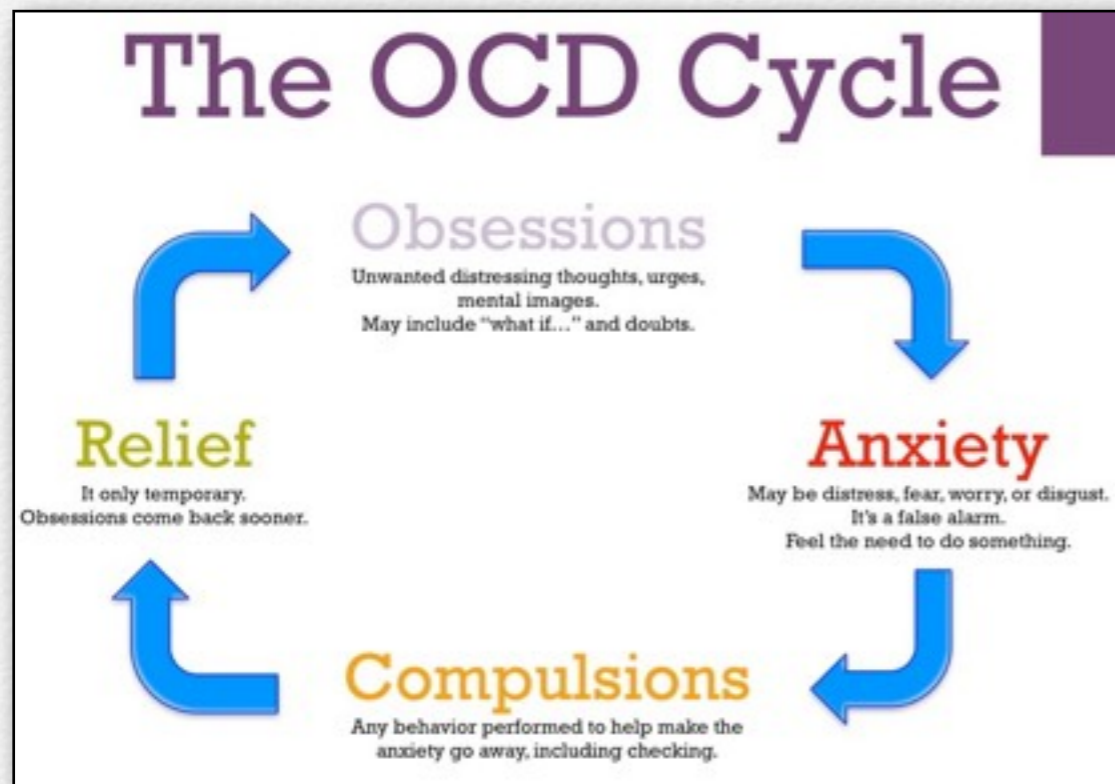 The OCD Cycle
Obsessions
Unwanted distressing thoughts, urges,
mental images.
May include “what if...” and doubts.
Anxiety
May be distress, fear, worry, or disgust.
It's a false alarm.
Feel the need to do something.
Compulsions
Any behavior performed to help make the
anxiety go away, including checking.
Relief
It only temporary.
Obsessions come back sooner.